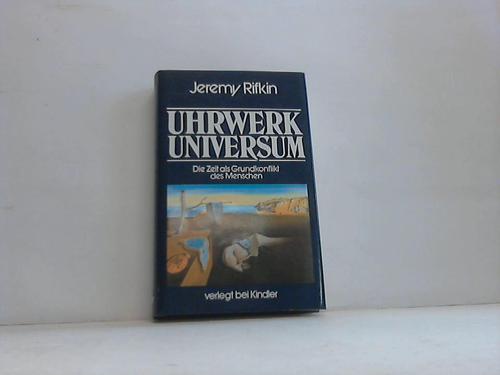 Jeremy Rifkin
UHRWERK
UNIVERSUM
Die Zeit als Grundkonflikt
des Menschen
verlegt bei Kindler